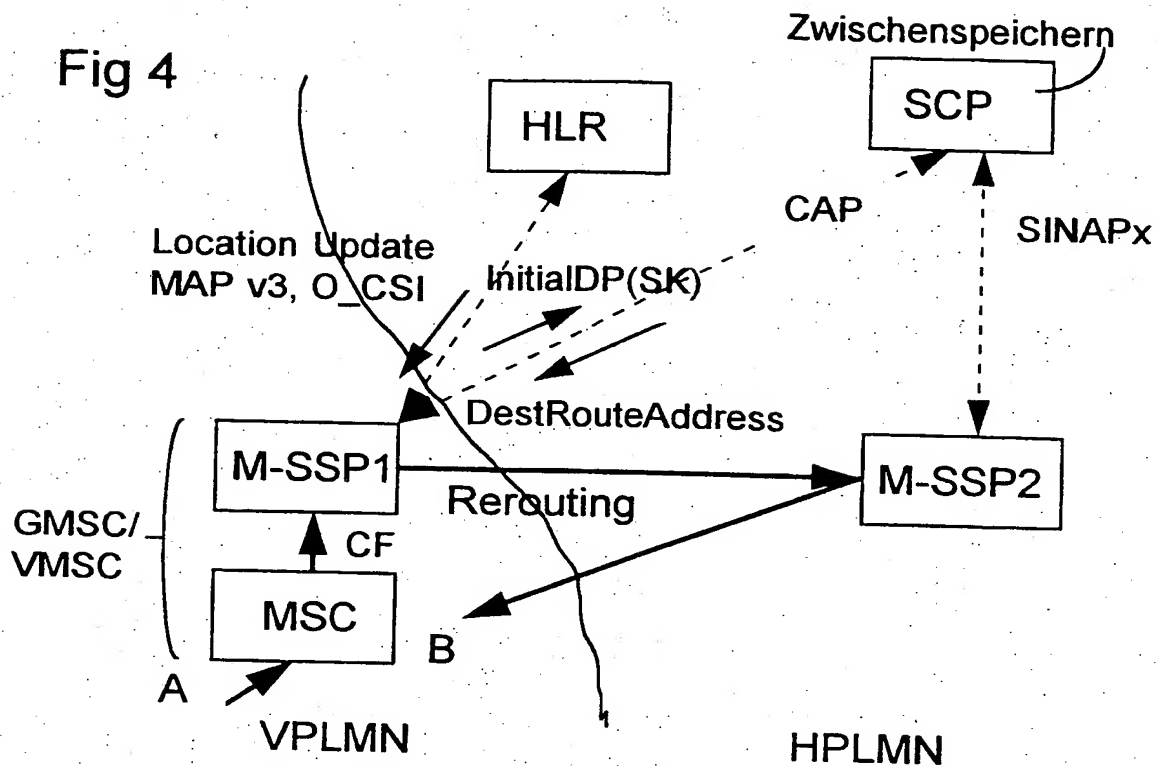 Fig 4
Zwischenspeichern
HLR
SCP
CAP
SINAPx
Location Update
MAP v3, O_CSI
InitialDP(SK)
DestRouteAddress
M-SSP1
M-SSP2
Rerouting
GMSC/
VMSC
CF
MSC
B
A
VPLMN
HPLMN